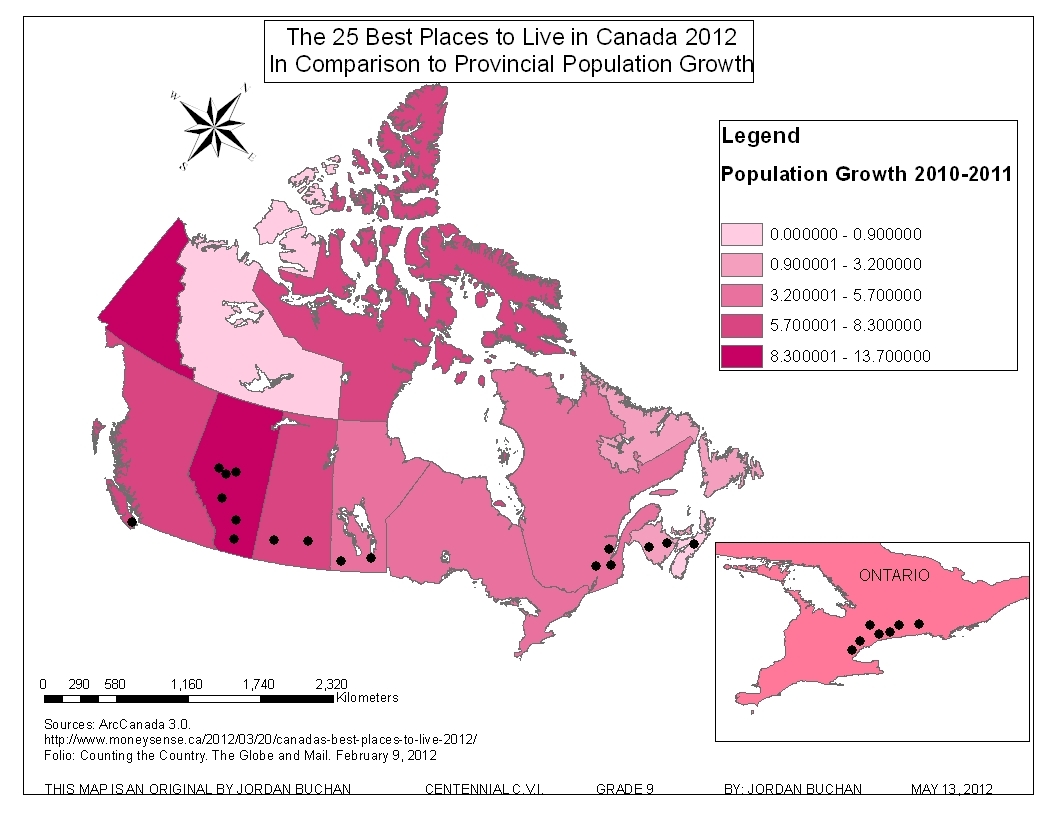 The 25 Best Places to Live in Canada 2012
In Comparison to Provincial Population Growth
W
S
E
Legend
Population Growth 2010-2011
0.000000 - 0.900000
0.900001 - 3.200000
3.200001 - 5.700000
5.700001 - 8.300000
8.300001 - 13.700000
ONTARIO
0 290 580 1,160 1,740 2,320
Kilometers
Sources: ArcCanada 3.0.
http://www.moneysense.ca/2012/03/20/canadas-best-places-to-live-2012/
Folio: Counting the Country. The Globe and Mail. February 9, 2012
THIS MAP IS AN ORIGINAL BY JORDAN BUCHAN CENTENNIAL C.V.I. GRADE 9 BY: JORDAN BUCHAN MAY 13, 2012